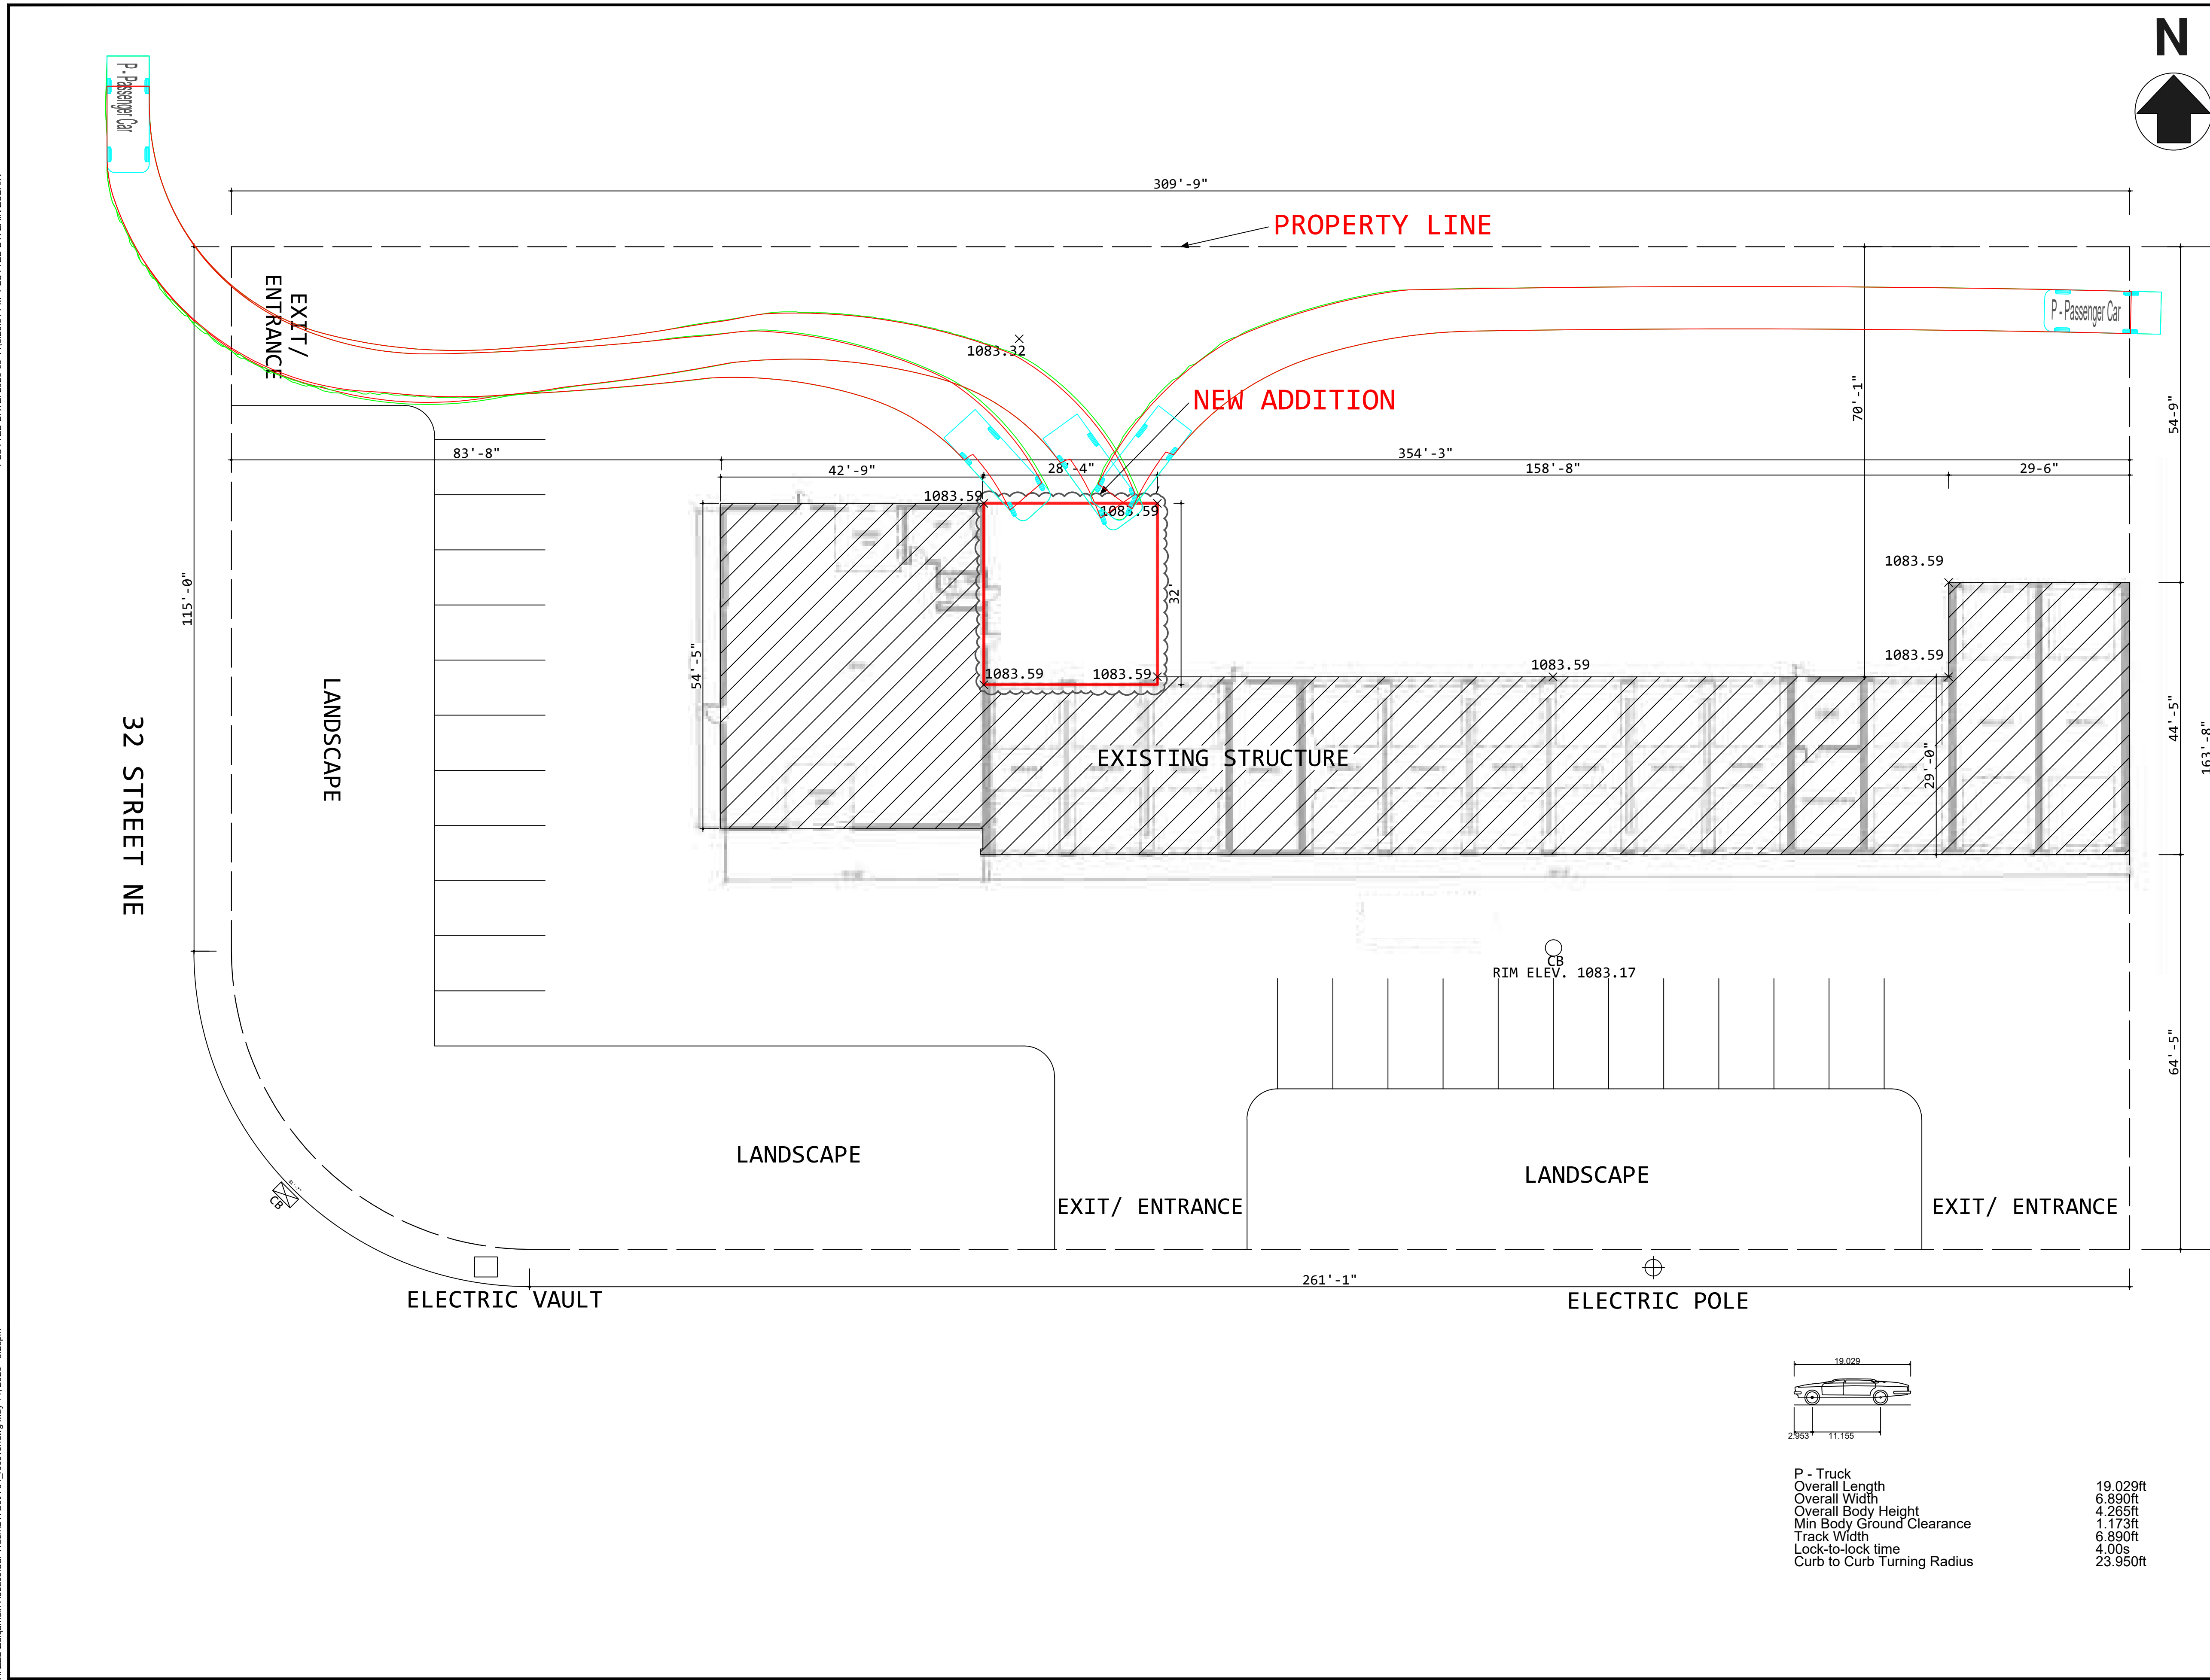 N
P - Passenger Car
309'-9"
PROPERTY LINE
EXIT/
ENTRANCE
P - Passenger Car
1083.32
NEW ADDITION
70'-1"
54-9"
83'-8"
354'-3"
42'-9"
28'-4"
158'-8"
29-6"
1083.59
1083.59
1083.59
115'-0"
32'
54'-5"
1083.59
1083.59
1083.59
1083.59
LANDSCAPE
32 STREET NE
EXISTING STRUCTURE
29'-0"
44'-5"
163'-8"
CB
RIM ELEV. 1083.17
64'-5"
LANDSCAPE
LANDSCAPE
CB
EXIT/ ENTRANCE
EXIT/ ENTRANCE
261'-1"
ELECTRIC VAULT
ELECTRIC POLE
19.029
2.953
11.155
P - Truck
Overall Length 19.029ft
Overall Width 6.890ft
Overall Body Height 4.265ft
Min Body Ground Clearance 1.173ft
Track Width 6.890ft
Lock-to-lock time 4.00s
Curb to Curb Turning Radius 23.950ft